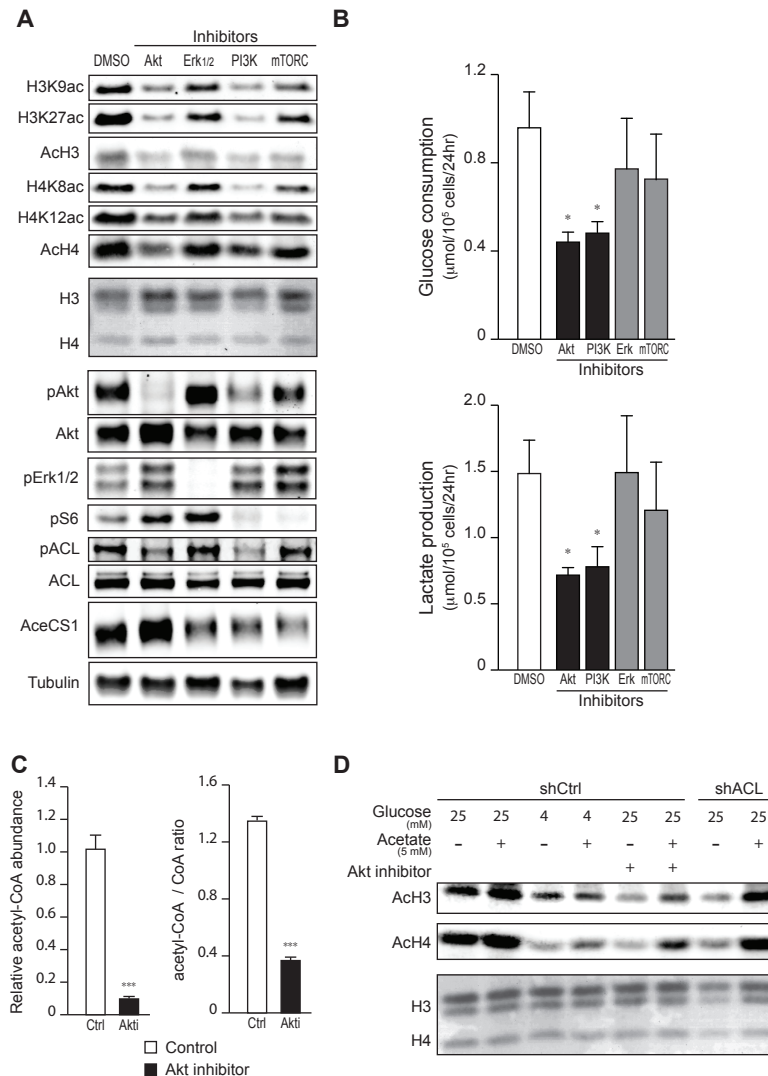 A
Inhibitors
DMSO Akt Erk1/2 PI3K mTORC
H3K9ac
H3K27ac
AcH3
H4K8ac
H4K12ac
AcH4
H3
H4
pAkt
Akt
pErk1/2
pS6
pACL
ACL
AceCS1
Tubulin
B
Glucose consumption
(μmol/10⁵ cells/24hr)
1.2
0.8
0.4
0
* *
DMSO Akt PI3K Erk mTORC
Inhibitors
Lactate production
(μmol/10⁵ cells/24hr)
2.0
1.5
1.0
0.5
0
* *
DMSO Akt PI3K Erk mTORC
Inhibitors
C
Relative acetyl-CoA abundance
1.4
1.2
1.0
0.8
0.6
0.4
0.2
0
***
Ctrl Akti
acetyl-CoA / CoA ratio
1.6
1.2
0.8
0.4
0
***
Ctrl Akti
Control
Akt inhibitor
D
shCtrl shACL
Glucose (mM) 25 25 4 4 25 25 25 25
Acetate (5 mM) – + – + – + – +
Akt inhibitor + +
AcH3
AcH4
H3
H4